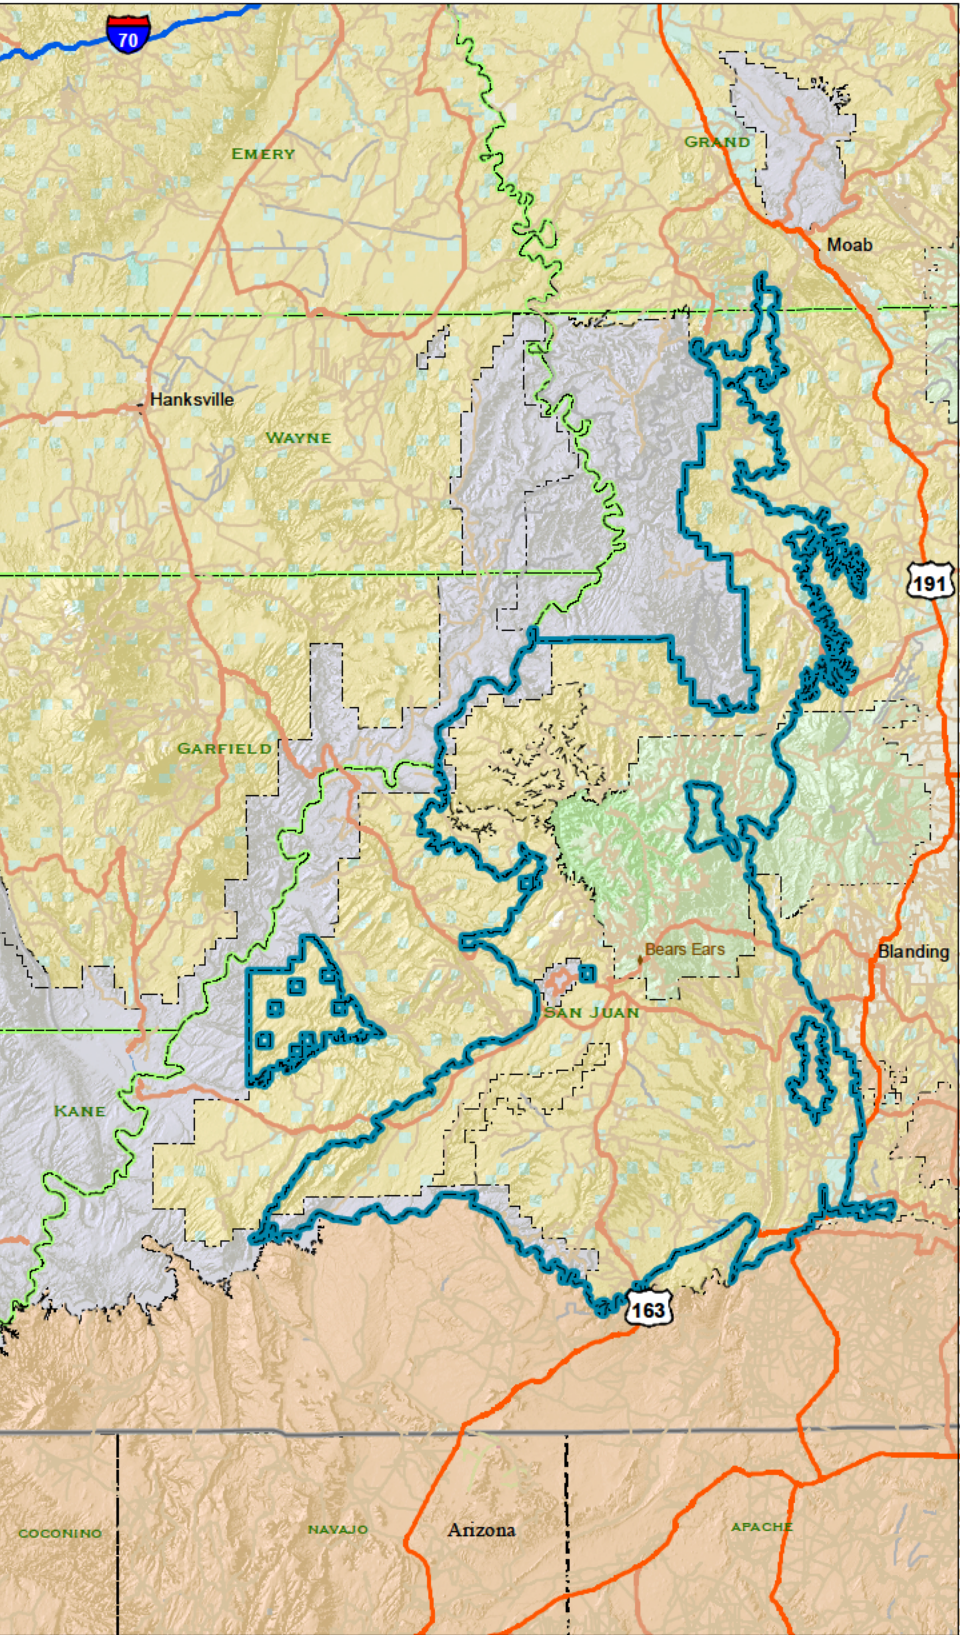 70
EMERY
GRAND
Moab
Hanksville
WAYNE
191
GARFIELD
Bears Ears
Blanding
SAN JUAN
KANE
163
COCONINO
NAVAJO
Arizona
APACHE